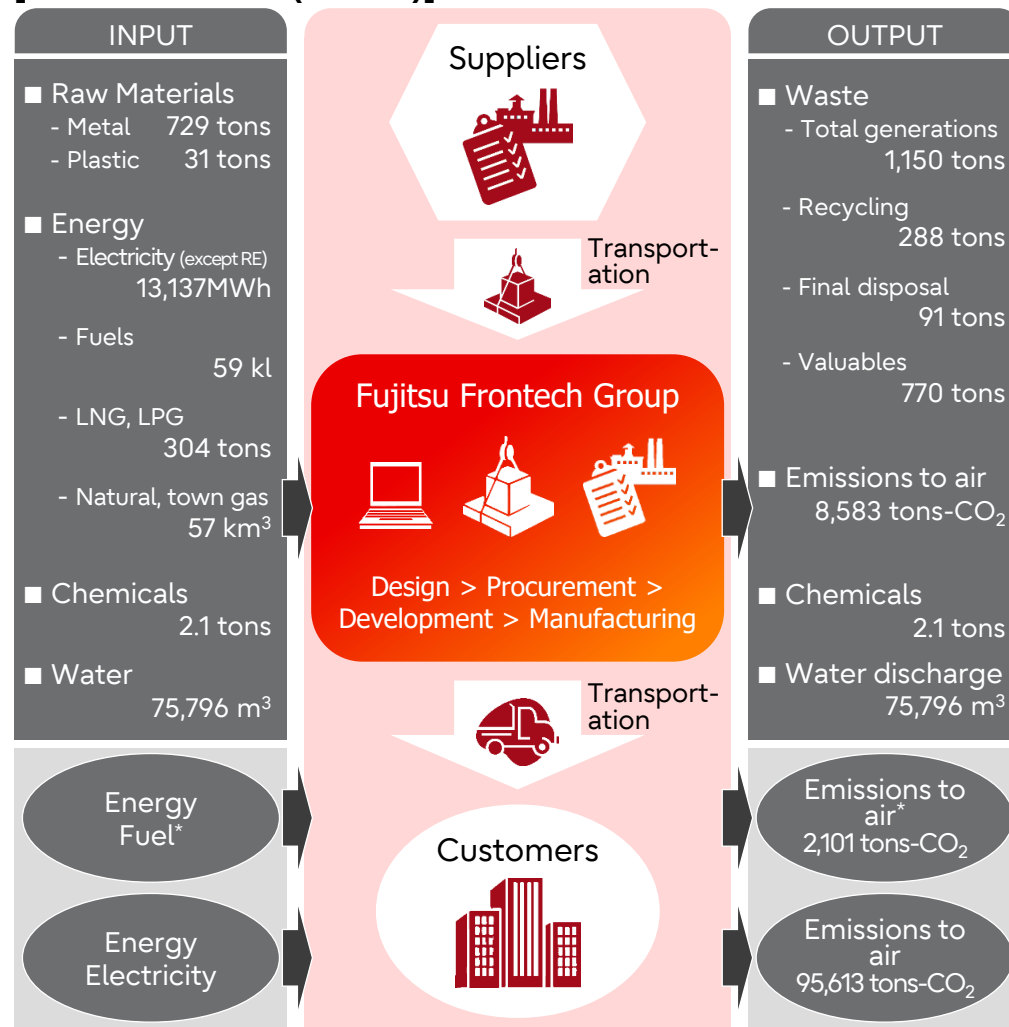 INPUT
■ Raw Materials
- Metal 729 tons
- Plastic 31 tons
■ Energy
- Electricity (except RE)
13,137MWh
- Fuels
59 kl
- LNG, LPG
304 tons
- Natural, town gas
57 km³
■ Chemicals
2.1 tons
■ Water
75,796 m³
Energy
Fuel*
Energy
Electricity
Suppliers
Transport-
ation
Fujitsu Frontech Group
Design > Procurement >
Development > Manufacturing
Transport-
ation
Customers
OUTPUT
■ Waste
- Total generations
1,150 tons
- Recycling
288 tons
- Final disposal
91 tons
- Valuables
770 tons
■ Emissions to air
8,583 tons-CO₂
■ Chemicals
2.1 tons
■ Water discharge
75,796 m³
Emissions to
air*
2,101 tons-CO₂
Emissions to
air
95,613 tons-CO₂